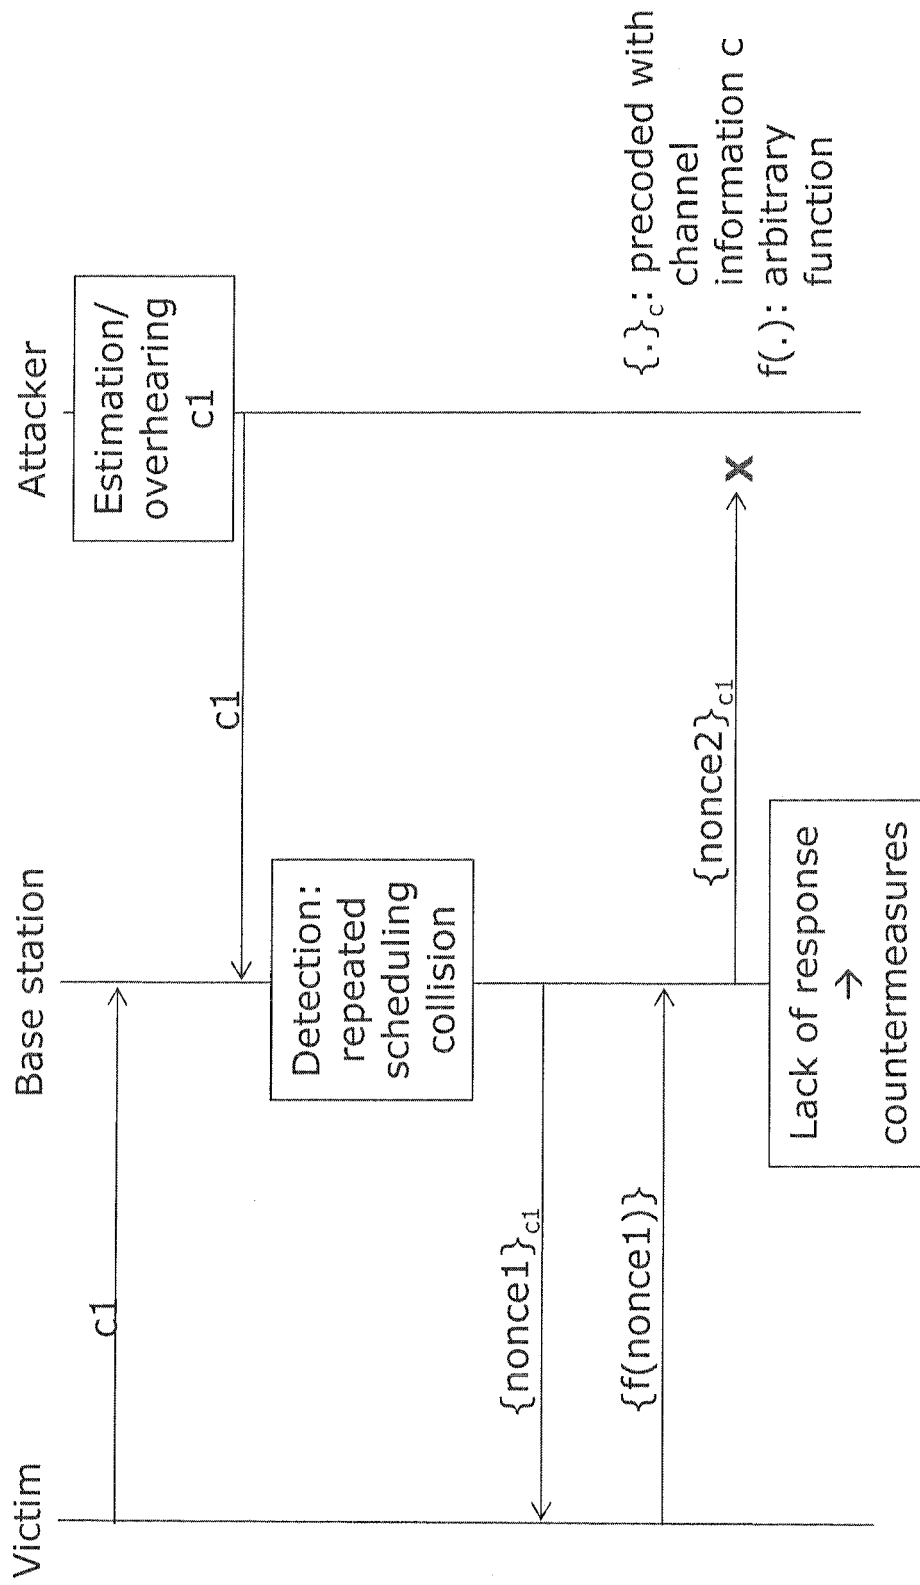 Victim
Base station
Attacker
Estimation/
overhearing
c1
c1
c1
Detection:
repeated
scheduling
collision
{nonce1}c1
{f(nonce1)}
{nonce2}c1
X
Lack of response
→
countermeasures
{.}c: precoded with
channel
information c
f(.): arbitrary
function